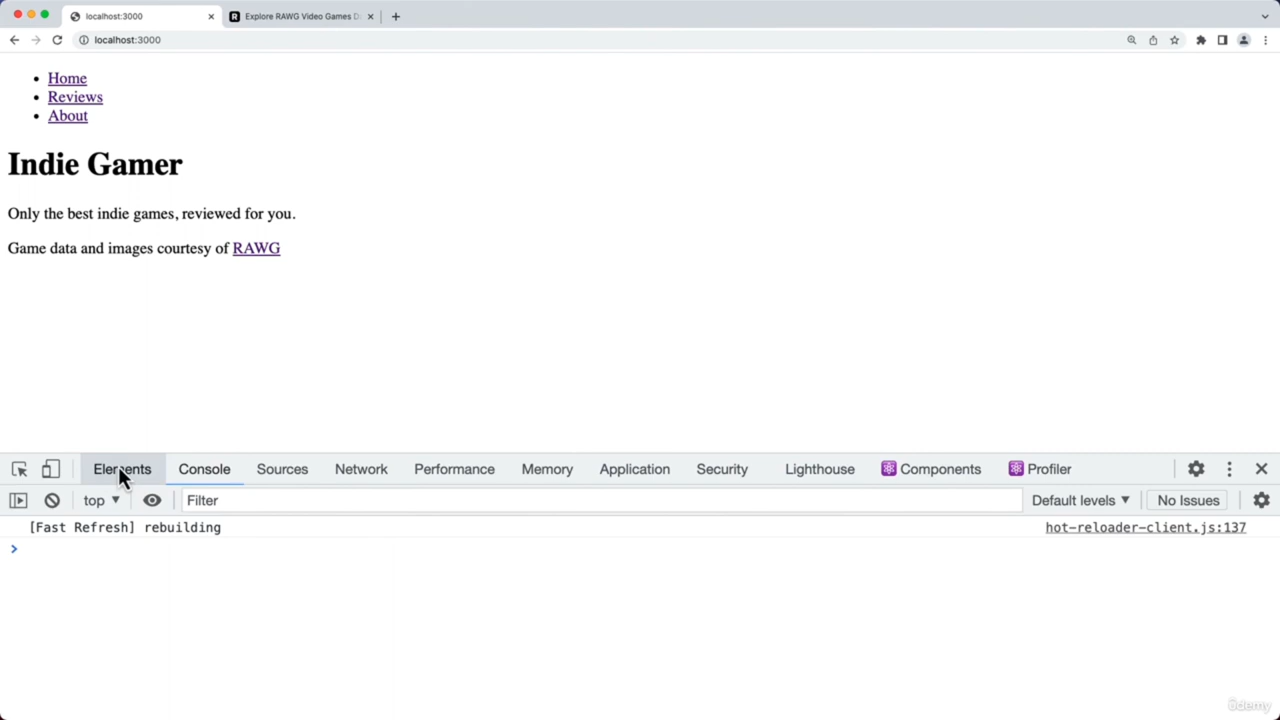 localhost:3000
Explore RAWG Video Games D
localhost:3000
Home
Reviews
About
Indie Gamer
Only the best indie games, reviewed for you.
Game data and images courtesy of RAWG
Elements Console Sources Network Performance Memory Application Security Lighthouse Components Profiler
top Filter Default levels No Issues
[Fast Refresh] rebuilding hot-reloader-client.js:137
ûdemy